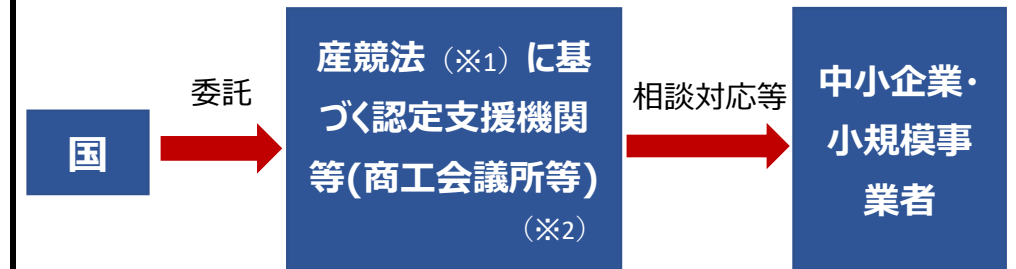 国
委託
産競法（※1）に基
づく認定支援機関
等(商工会議所等)
（※2）
相談対応等
中小企業・
小規模事
業者